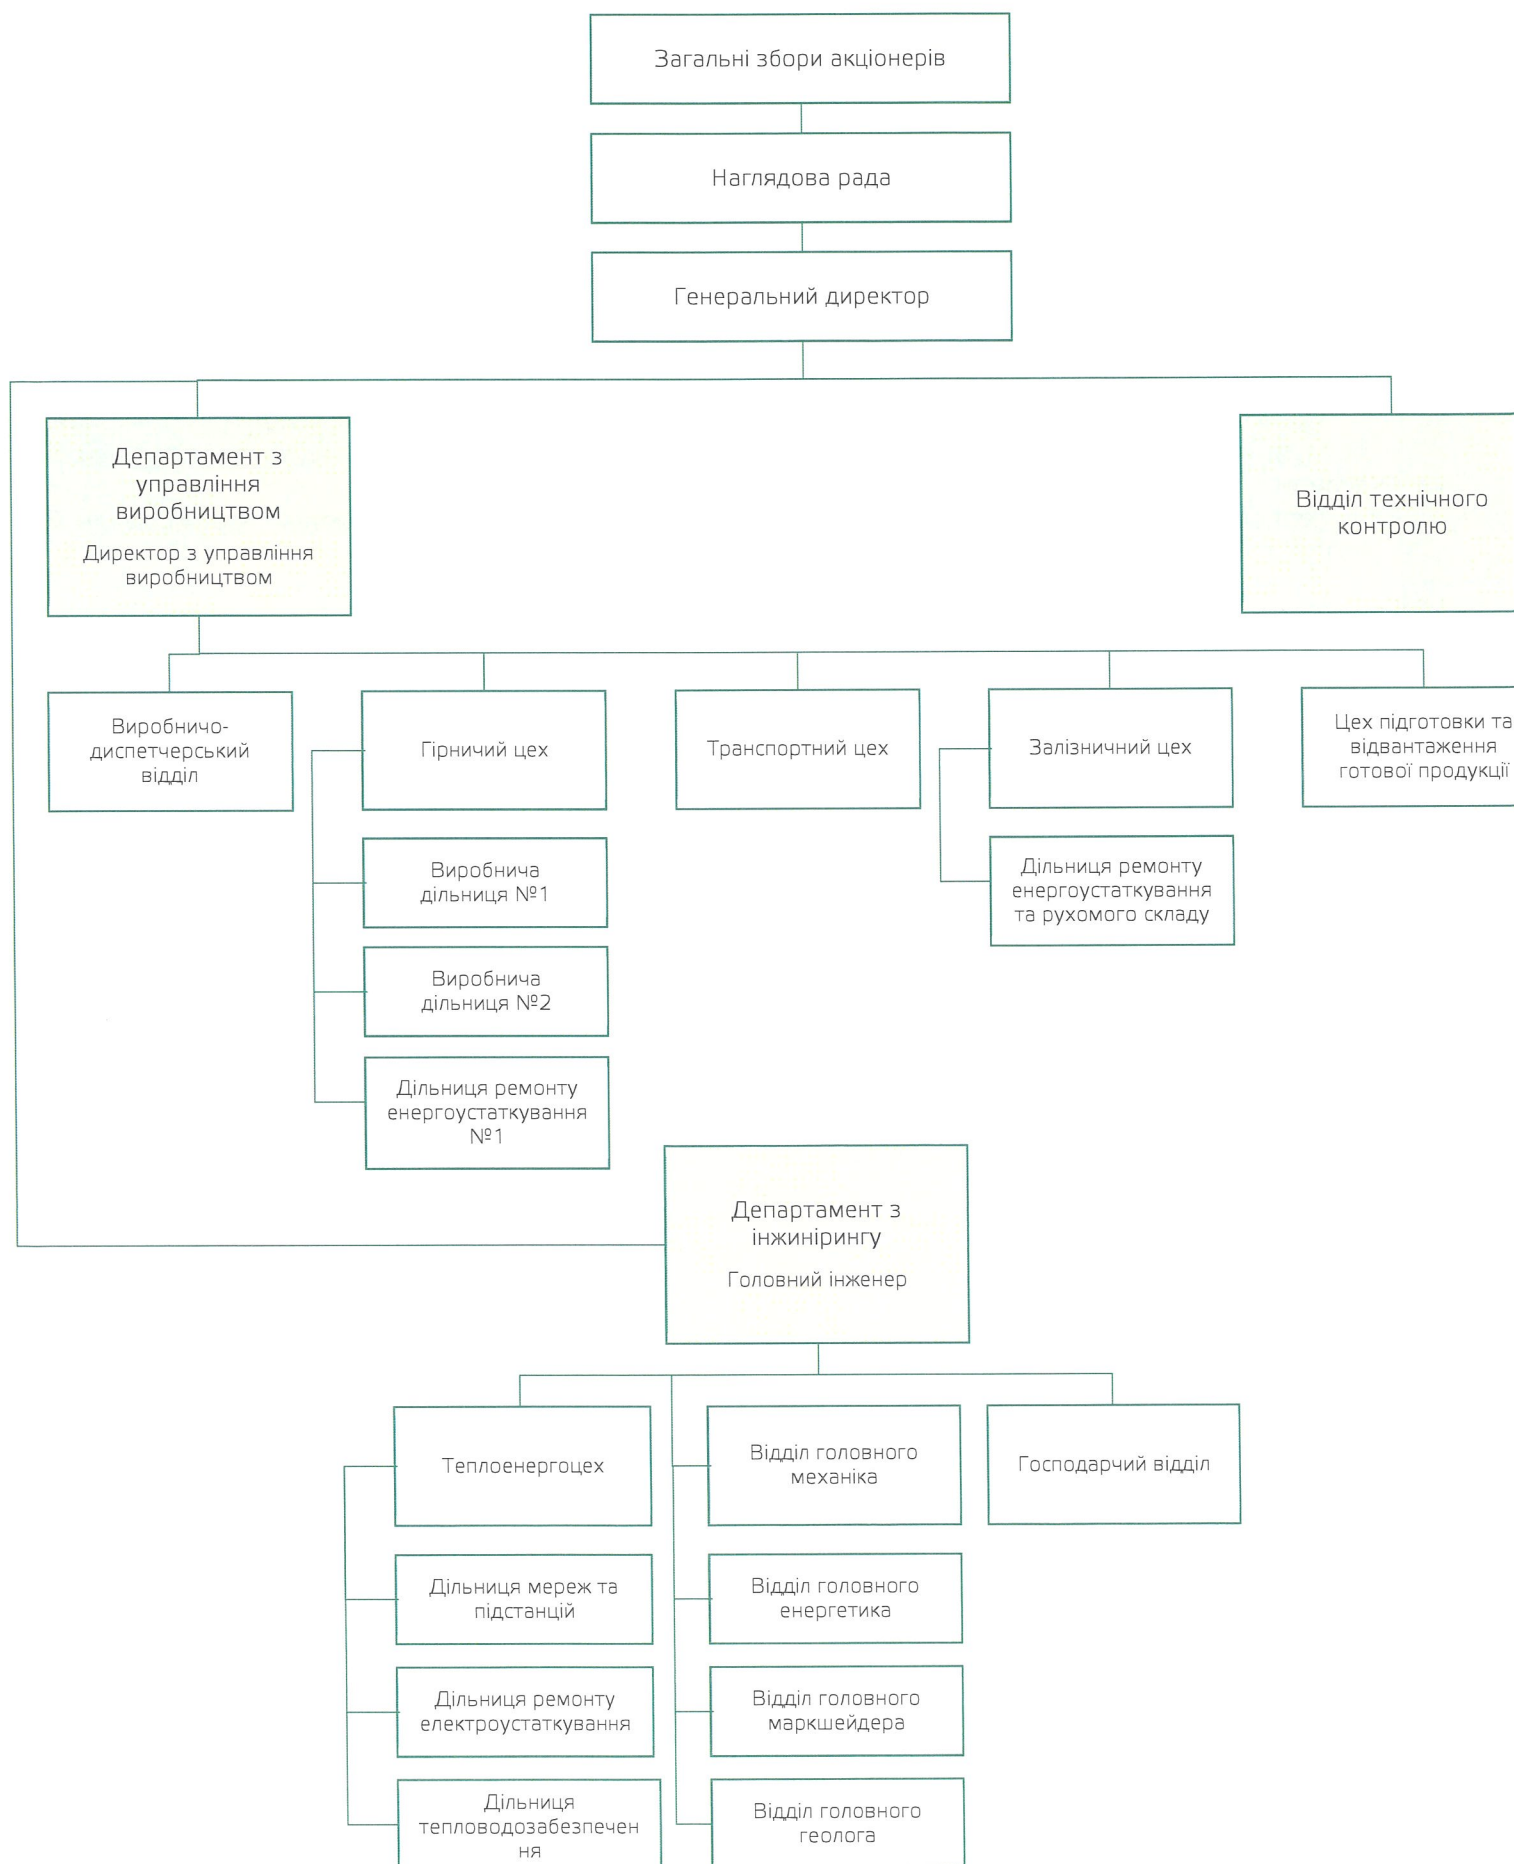 Загальні збори акціонерів
Наглядова рада
Генеральний директор
Департамент з
управління
виробництвом
Директор з управління
виробництвом
Відділ технічного
контролю
Виробничо-
диспетчерський
відділ
Гірничий цех
Транспортний цех
Залізничний цех
Цех підготовки та
відвантаження
готової продукції
Виробнича
дільниця №1
Дільниця ремонту
енергоустаткування
та рухомого складу
Виробнича
дільниця №2
Дільниця ремонту
енергоустаткування
№1
Департамент з
інжинірингу
Головний інженер
Теплоенергоцех
Відділ головного
механіка
Господарчий відділ
Дільниця мереж та
підстанцій
Відділ головного
енергетика
Дільниця ремонту
електроустаткування
Відділ головного
маркшейдера
Дільниця
тепловодозабезпечен
ня
Відділ головного
геолога